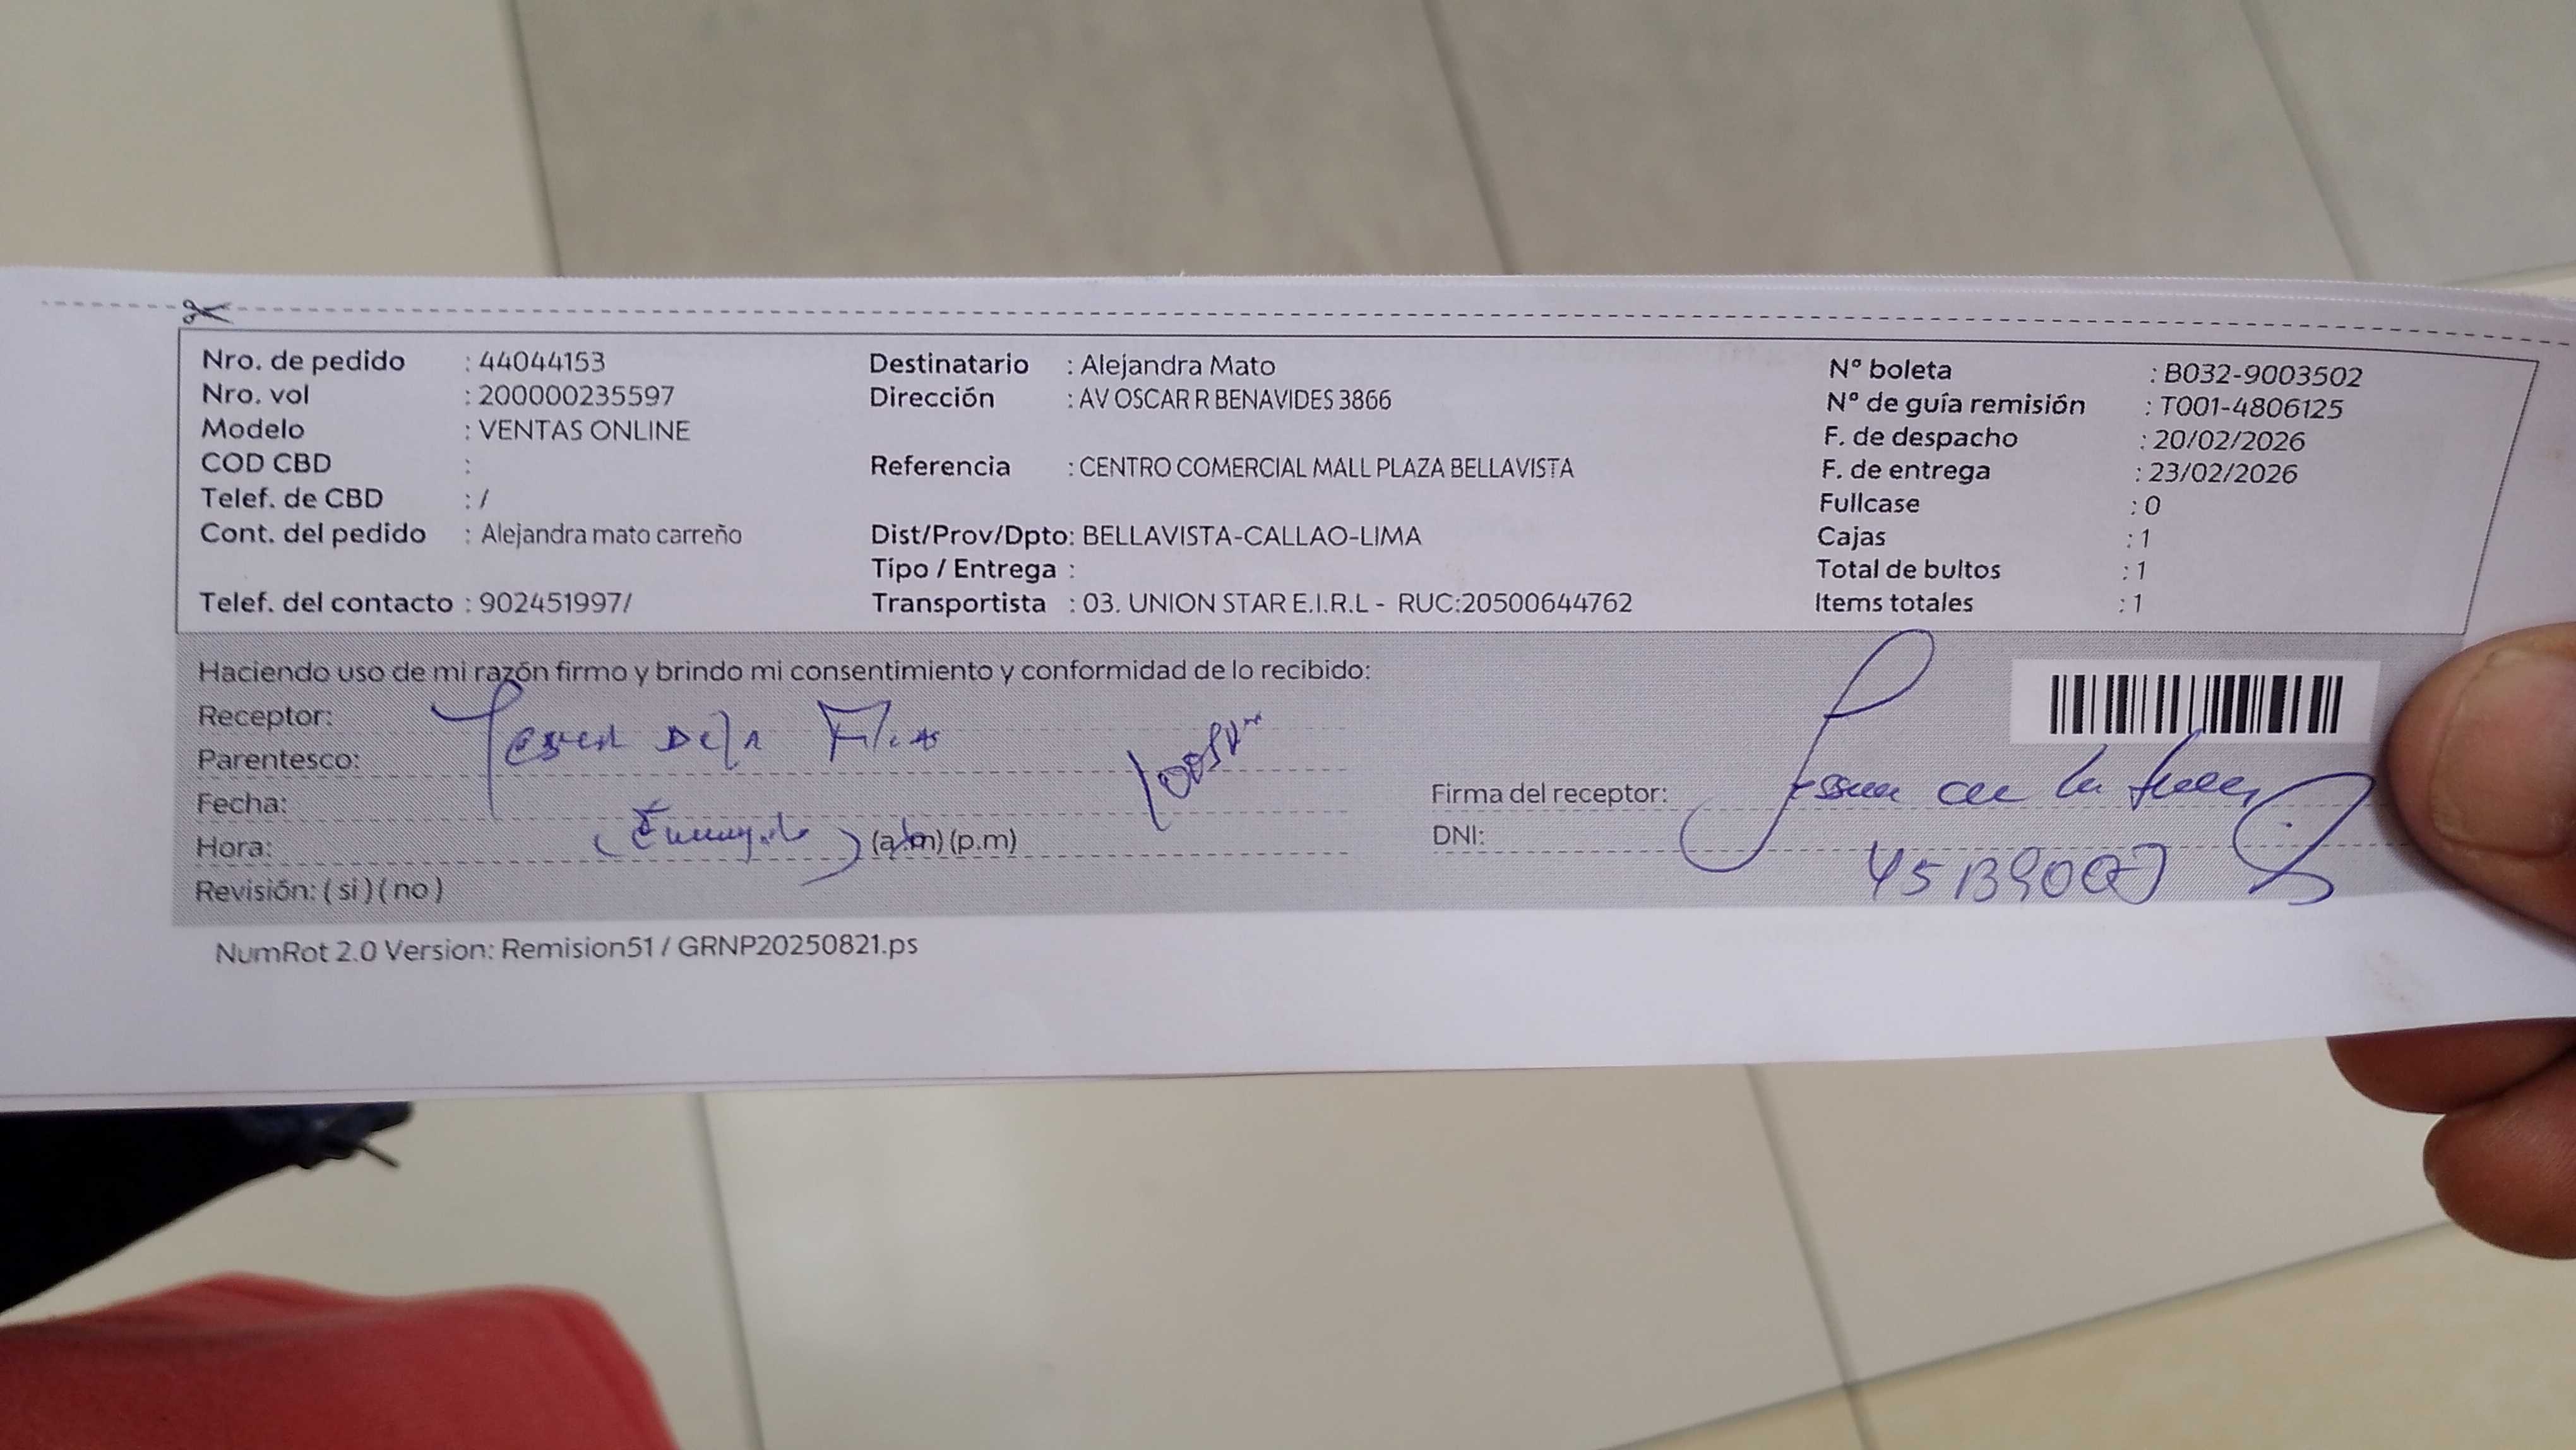 Nro. de pedido : 44044153
Nro. vol : 200000235597
Modelo : VENTAS ONLINE
COD CBD :
Telef. de CBD : /
Cont. del pedido : Alejandra mato carreño
Telef. del contacto : 902451997/
Destinatario : Alejandra Mato
Dirección : AV OSCAR R BENAVIDES 3866
Referencia : CENTRO COMERCIAL MALL PLAZA BELLAVISTA
Dist/Prov/Dpto: BELLAVISTA-CALLAO-LIMA
Tipo / Entrega :
Transportista : 03. UNION STAR E.I.R.L - RUC:20500644762
Nº boleta : B032-9003502
Nº de guía remisión : T001-4806125
F. de despacho : 20/02/2026
F. de entrega : 23/02/2026
Fullcase : 0
Cajas : 1
Total de bultos : 1
Items totales : 1
Haciendo uso de mi razón firmo y brindo mi consentimiento y conformidad de lo recibido:
Receptor:
Parentesco:
Fecha:
Hora: (a.m) (p.m)
Revisión: ( si ) ( no )
Firma del receptor:
DNI:
NumRot 2.0 Version: Remision51 / GRNP20250821.ps